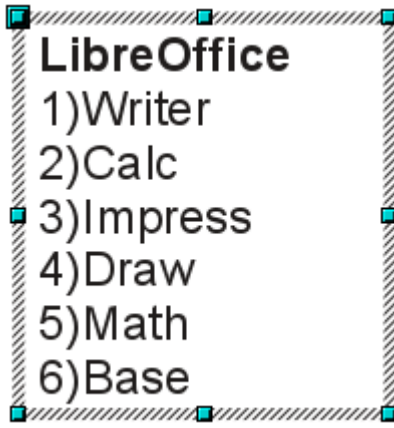 LibreOffice
1)Writer
2)Calc
3)Impress
4)Draw
5)Math
6)Base